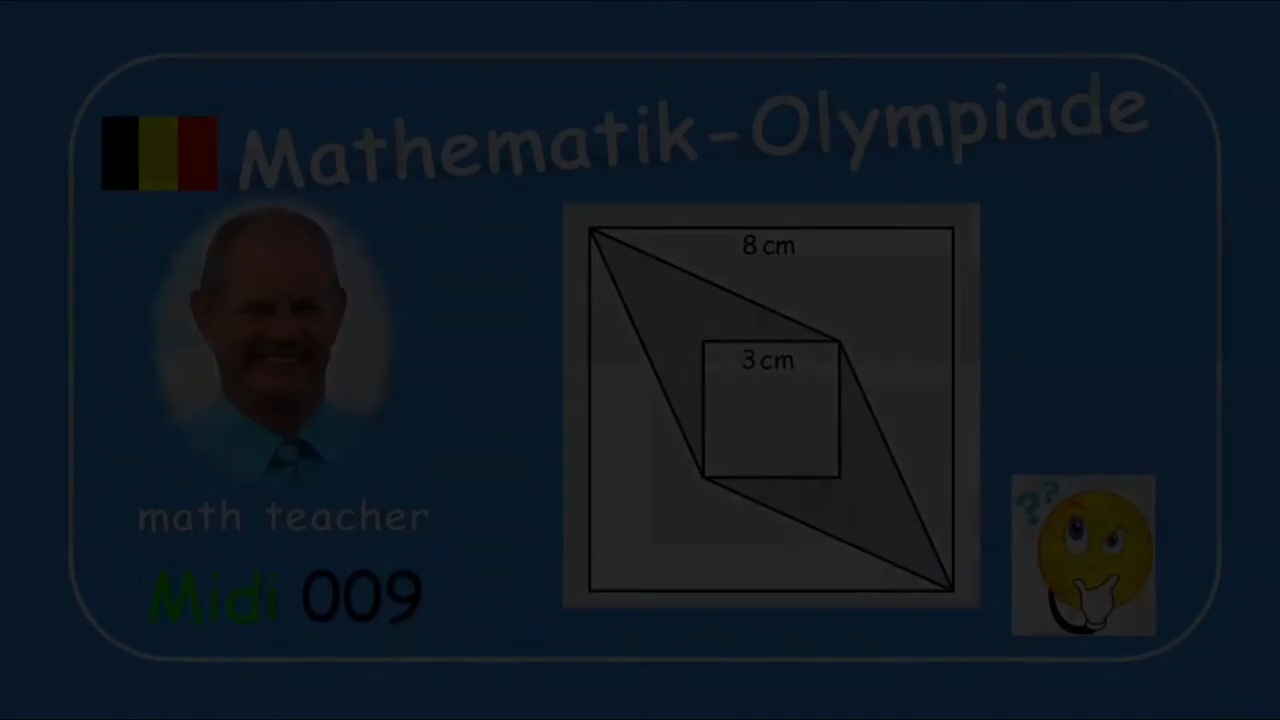 Mathematik-Olympiade
8 cm
3 cm
??
math teacher
Midi 009